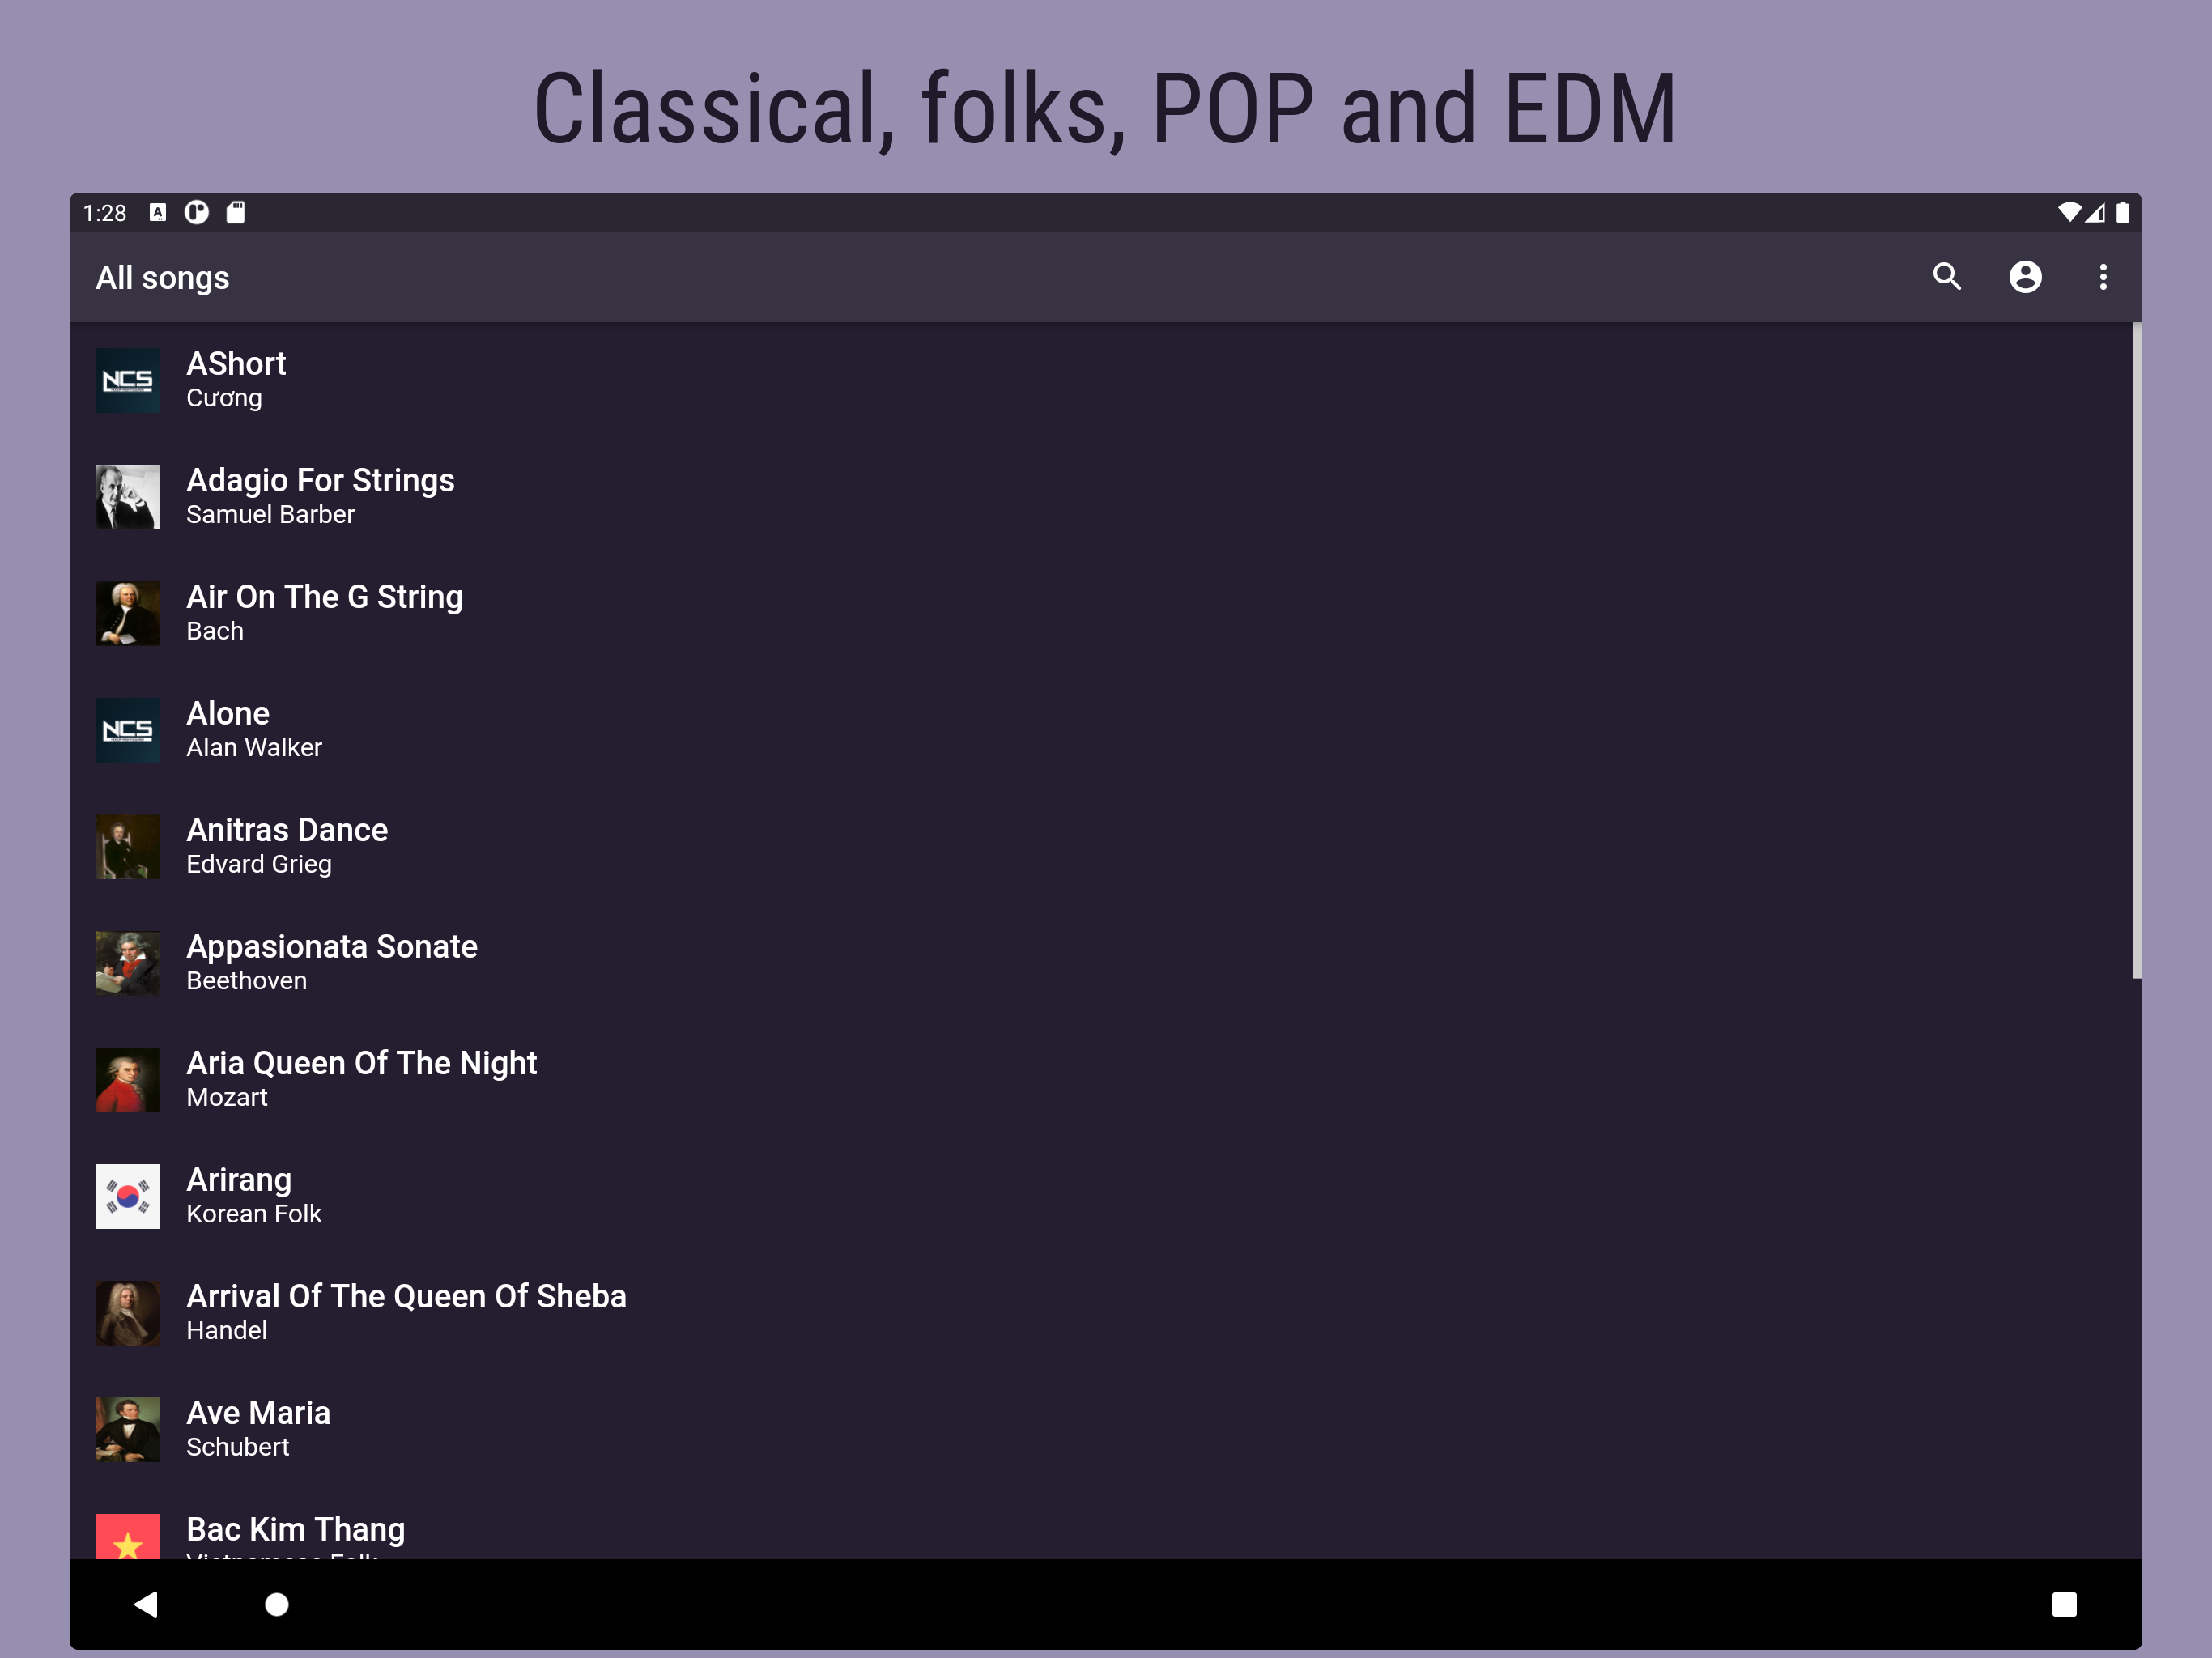 Classical, folks, POP and EDM
1:28
All songs
NCS
AShort
Cương
Adagio For Strings
Samuel Barber
Air On The G String
Bach
NCS
Alone
Alan Walker
Anitras Dance
Edvard Grieg
Appasionata Sonate
Beethoven
Aria Queen Of The Night
Mozart
Arirang
Korean Folk
Arrival Of The Queen Of Sheba
Handel
Ave Maria
Schubert
Bac Kim Thang